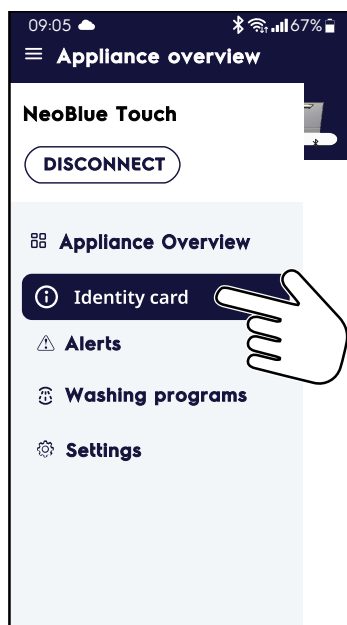 09:05 67%
Appliance overview
NeoBlue Touch
DISCONNECT
Appliance Overview
Identity card
Alerts
Washing programs
Settings